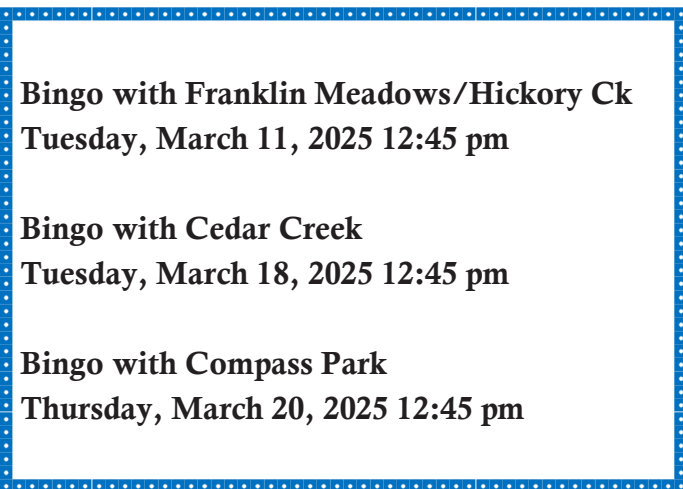 Bingo with Franklin Meadows/Hickory Ck
Tuesday, March 11, 2025 12:45 pm
Bingo with Cedar Creek
Tuesday, March 18, 2025 12:45 pm
Bingo with Compass Park
Thursday, March 20, 2025 12:45 pm